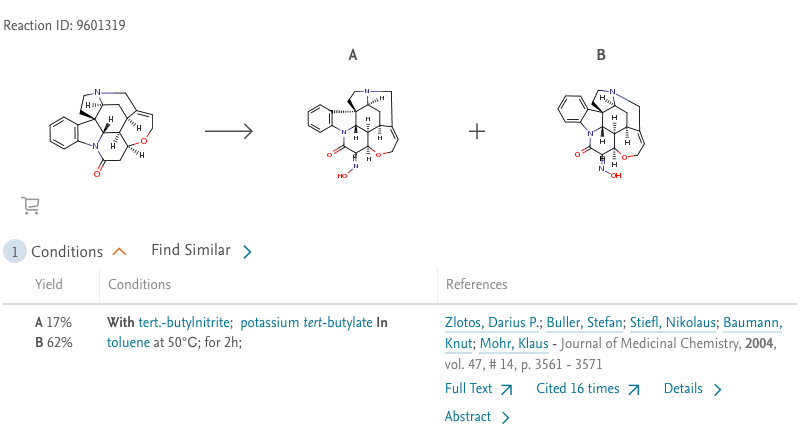 Reaction ID: 9601319
A
B
H
N
H
H
H
O
H
N
O
N
H
H
H
H
N
H
O
O
N
HO
N
H
H
H
H
N
H
O
O
N
OH
1 Conditions Find Similar
Yield Conditions References
A 17% With tert.-butylnitrite; potassium tert-butylate In Zlotos, Darius P.; Buller, Stefan; Stiefl, Nikolaus; Baumann,
B 62% toluene at 50°C; for 2h; Knut; Mohr, Klaus - Journal of Medicinal Chemistry, 2004,
vol. 47, # 14, p. 3561 - 3571
Full Text Cited 16 times Details
Abstract